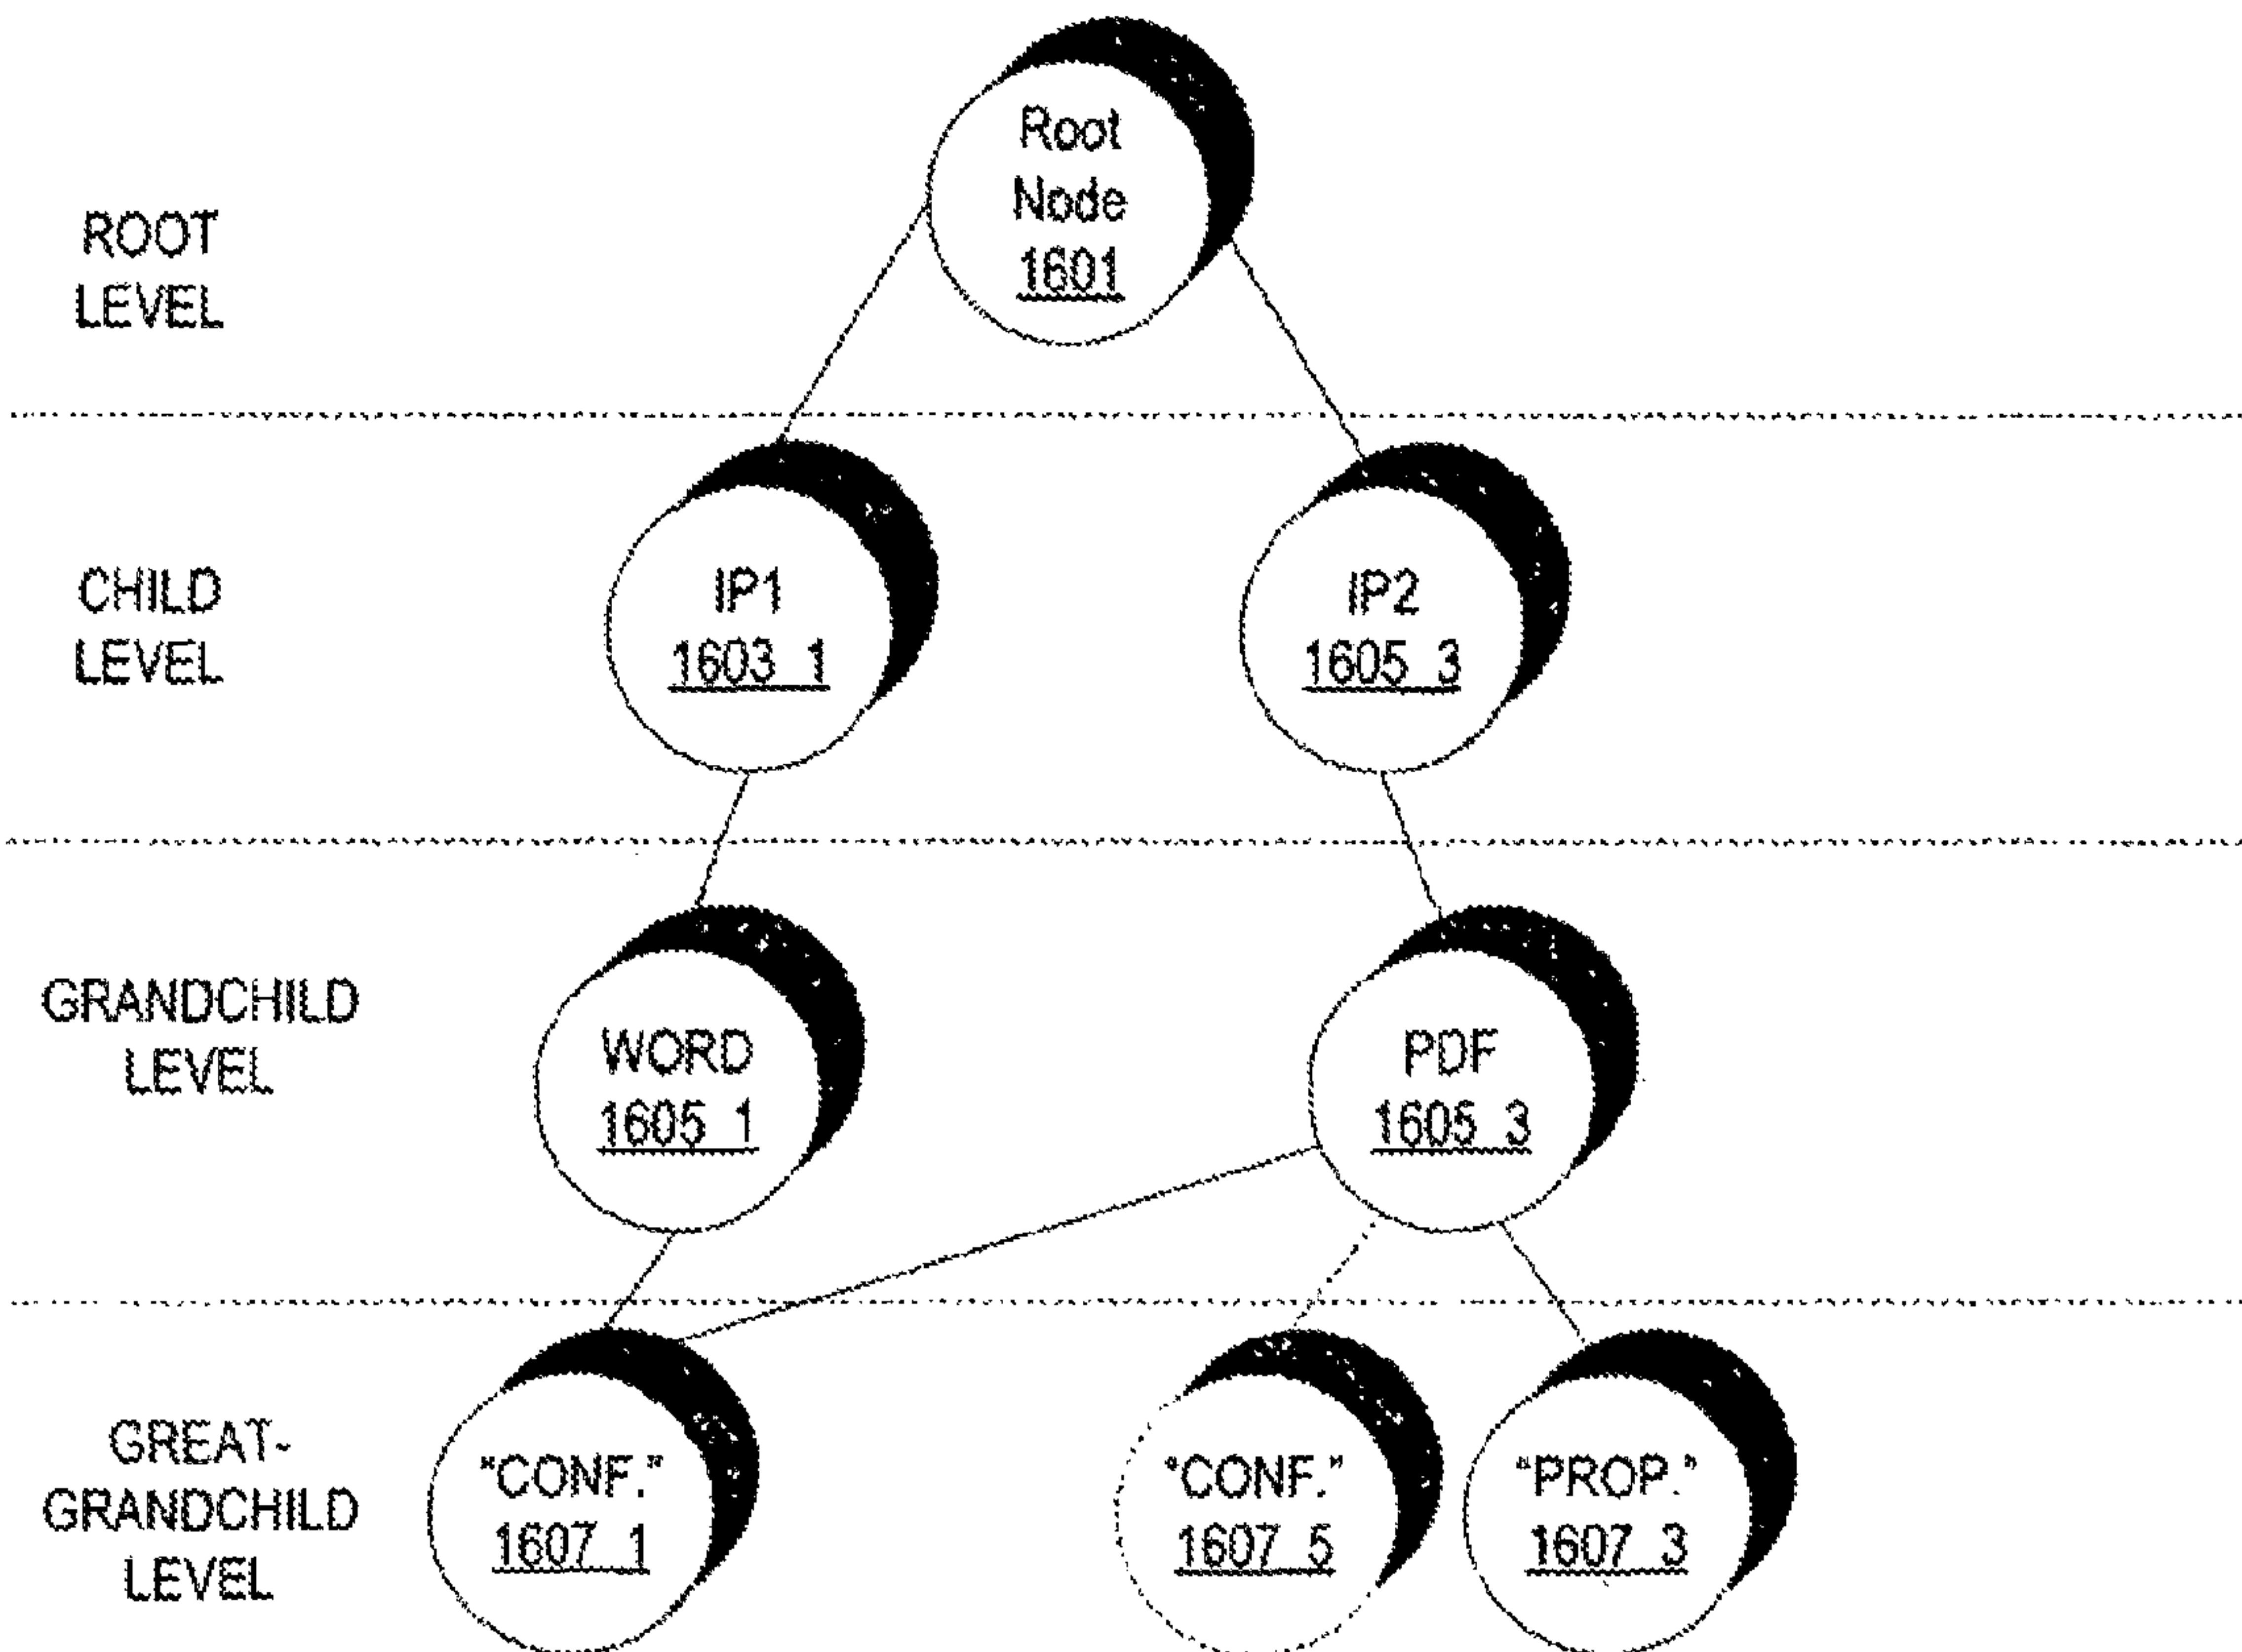 ROOT
LEVEL
Root
Node
1601
CHILD
LEVEL
IP1
1603_1
IP2
1605_3
GRANDCHILD
LEVEL
WORD
1605_1
PDF
1605_3
GREAT-
GRANDCHILD
LEVEL
"CONF."
1607_1
"CONF."
1607_5
"PROP."
1607_3